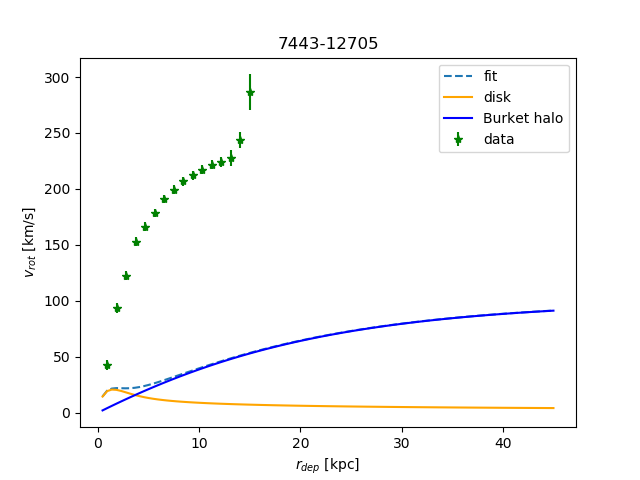 7443-12705
300
250
200
150
100
50
0
v_rot [km/s]
0 10 20 30 40
r_dep [kpc]
fit
disk
Burket halo
data